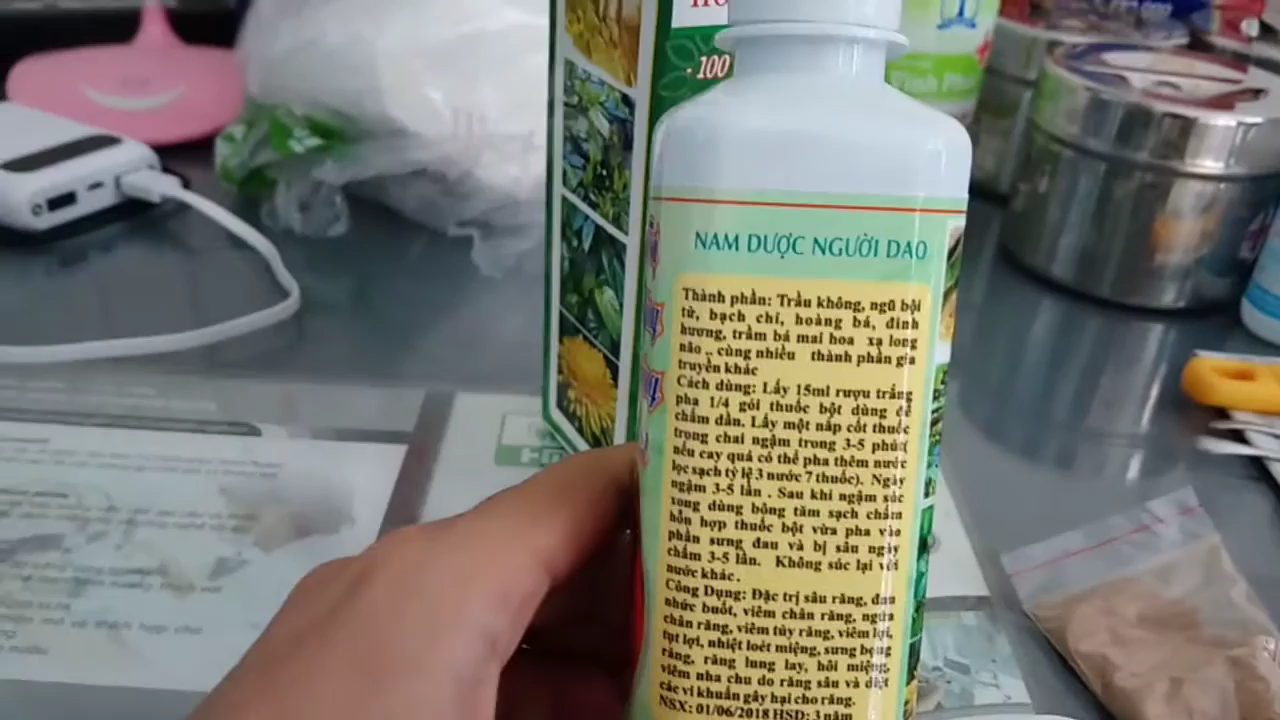 - 100
NAM DƯỢC NGƯỜI DAO
Thành phần: Trầu không, ngũ bội
tử, bạch chỉ, hoàng bá, đinh
hương, trầm bá mai hoa xạ long
não .. cùng nhiều thành phần gia
truyền khác
Cách dùng: Lấy 15ml rượu trắng
pha 1/4 gói thuốc bột dùng để
chấm dần. Lấy một nắp cốt thuốc
trong chai ngậm trong 3-5 phút
nếu cay quá có thể pha thêm nước
lọc sạch tỷ lệ 3 nước 7 thuốc). Ngày
ngậm 3-5 lần . Sau khi ngậm súc
xong dùng bông tăm sạch chấm
hỗn hợp thuốc bột vừa pha vào
phần sưng đau và bị sâu ngày
chấm 3-5 lần. Không súc lại với
nước khác.
Công Dụng: Đặc trị sâu răng, đau
nhức buốt, viêm chân răng, ngứa
chân răng, viêm tủy răng, viêm lợi,
tụt lợi, nhiệt loét miệng, sưng bọng
răng, răng lung lay, hôi miệng,
viêm nha chu do răng sâu và diệt
các vi khuẩn gây hại cho răng.
NSX: 01/06/2018 HSD: 3 năm